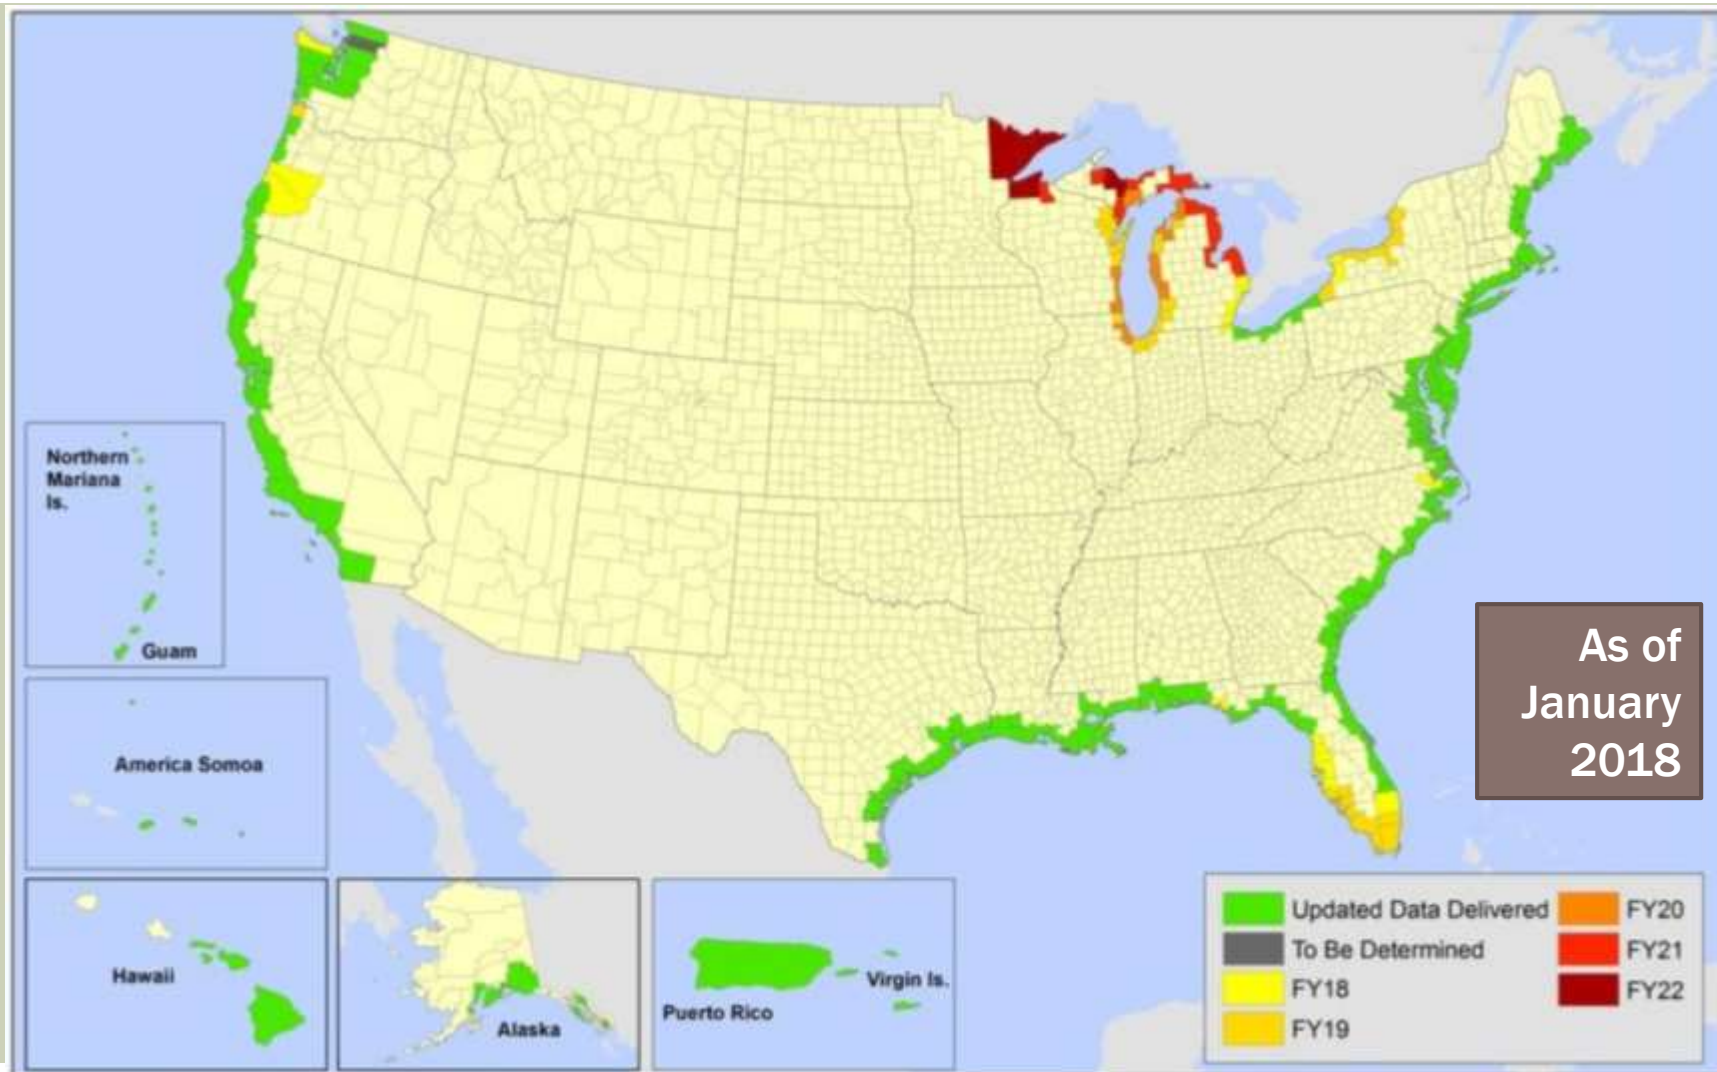 Northern
Mariana
Is.
Guam
America Somoa
Hawaii
Alaska
Puerto Rico
Virgin Is.
As of
January
2018
Updated Data Delivered
To Be Determined
FY18
FY19
FY20
FY21
FY22